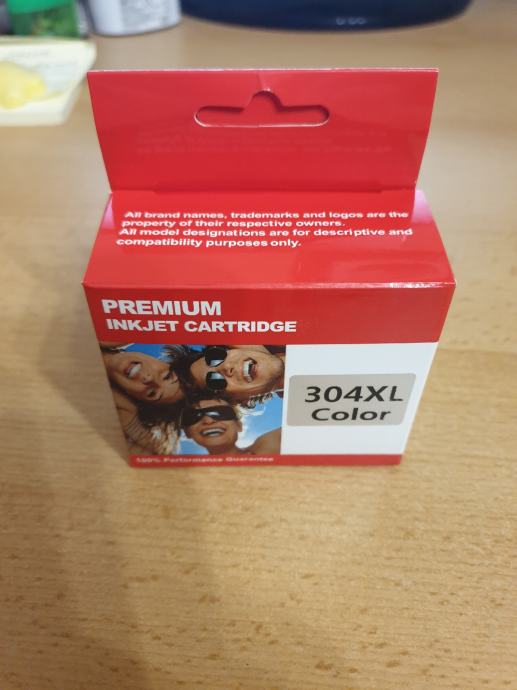 All brand names, trademarks and logos are the
property of their respective owners.
All model designations are for descriptive and
compatibility purposes only.
PREMIUM
INKJET CARTRIDGE
304XL
Color
100% Performance Guarantee